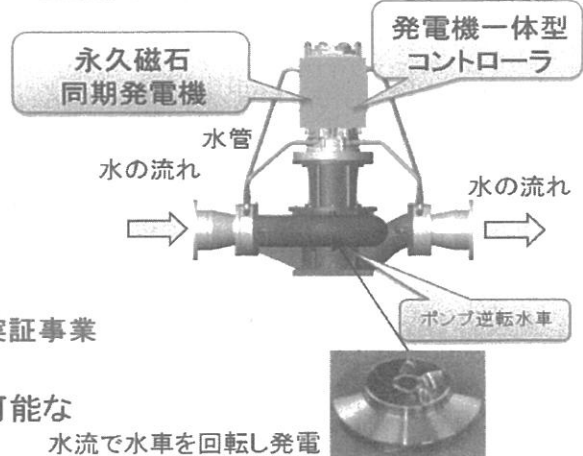 永久磁石
同期発電機
発電機一体型
コントローラ
水管
水の流れ
水の流れ
ポンプ逆転水車
実証事業
可能な
水流で水車を回転し発電